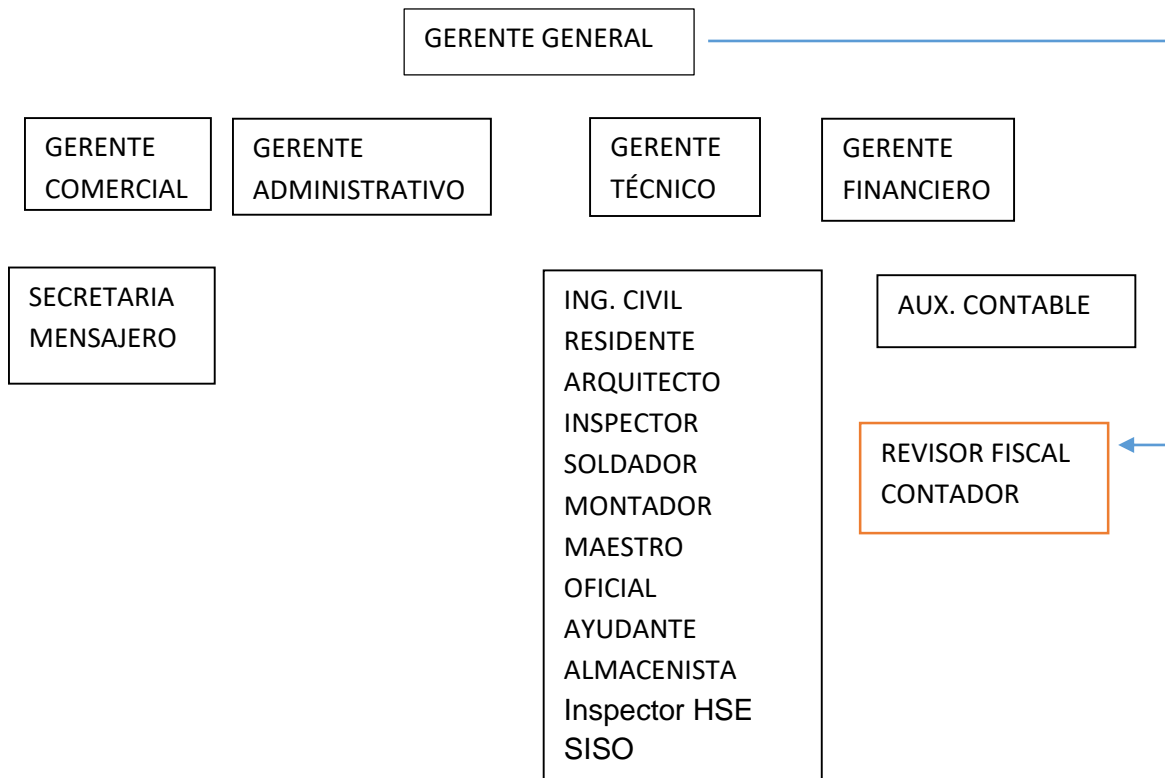 GERENTE GENERAL
GERENTE
COMERCIAL
GERENTE
ADMINISTRATIVO
GERENTE
TÉCNICO
GERENTE
FINANCIERO
SECRETARIA
MENSAJERO
ING. CIVIL
RESIDENTE
ARQUITECTO
INSPECTOR
SOLDADOR
MONTADOR
MAESTRO
OFICIAL
AYUDANTE
ALMACENISTA
Inspector HSE
SISO
AUX. CONTABLE
REVISOR FISCAL
CONTADOR